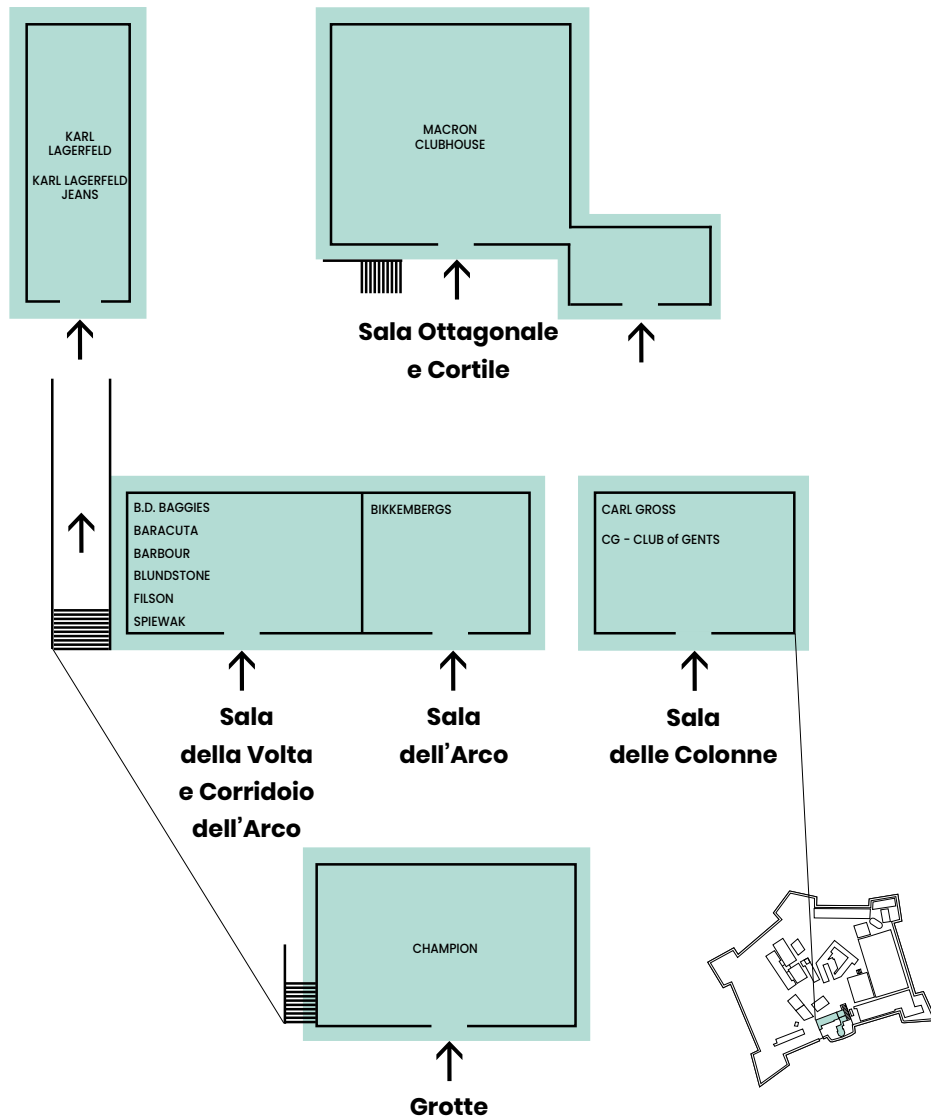 KARL
LAGERFELD
KARL LAGERFELD
JEANS
MACRON
CLUBHOUSE
Sala Ottagonale
e Cortile
B.D. BAGGIES
BARACUTA
BARBOUR
BLUNDSTONE
FILSON
SPIEWAK
BIKKEMBERGS
CARL GROSS
CG - CLUB of GENTS
Sala
della Volta
e Corridoio
dell'Arco
Sala
dell'Arco
Sala
delle Colonne
CHAMPION
Grotte